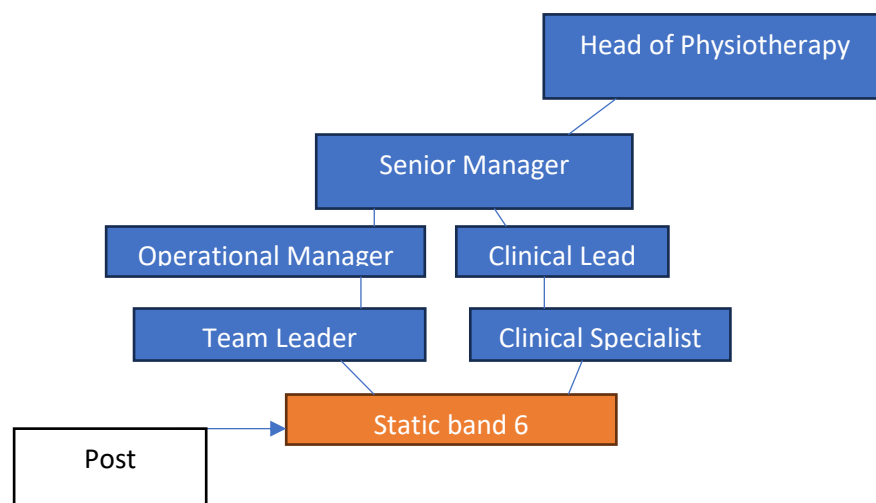 Head of Physiotherapy
Senior Manager
Operational Manager
Clinical Lead
Team Leader
Clinical Specialist
Static band 6
Post